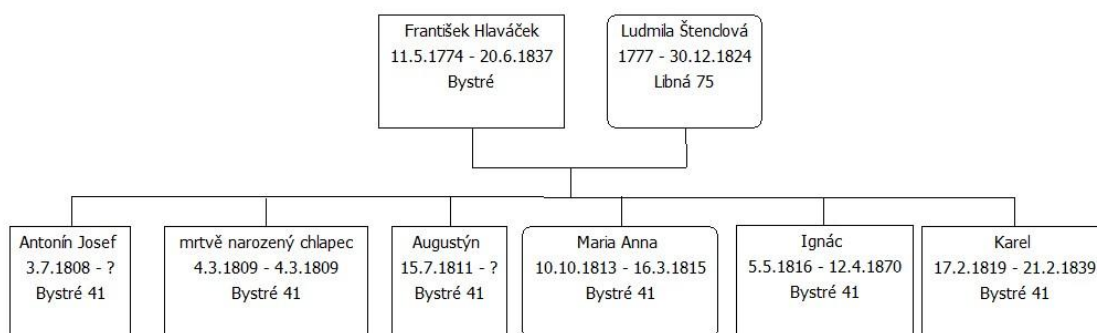 František Hlaváček
11.5.1774 - 20.6.1837
Bystré
Ludmila Štenclová
1777 - 30.12.1824
Libná 75
Antonín Josef
3.7.1808 - ?
Bystré 41
mrtvě narozený chlapec
4.3.1809 - 4.3.1809
Bystré 41
Augustýn
15.7.1811 - ?
Bystré 41
Maria Anna
10.10.1813 - 16.3.1815
Bystré 41
Ignác
5.5.1816 - 12.4.1870
Bystré 41
Karel
17.2.1819 - 21.2.1839
Bystré 41